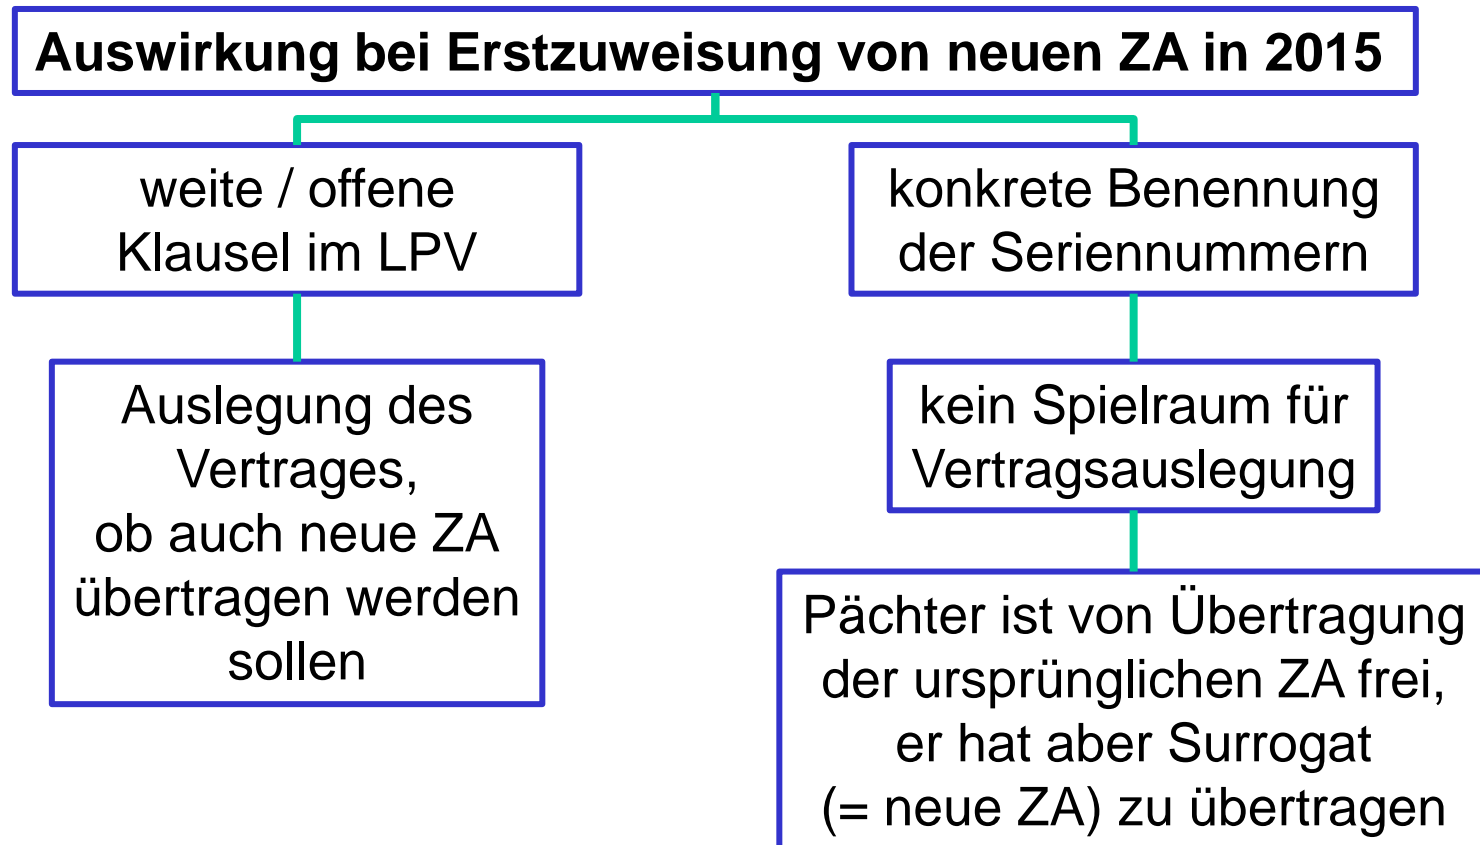 Auswirkung bei Erstzuweisung von neuen ZA in 2015
weite / offene
Klausel im LPV
konkrete Benennung
der Seriennummern
Auslegung des
Vertrages,
ob auch neue ZA
übertragen werden
sollen
kein Spielraum für
Vertragsauslegung
Pächter ist von Übertragung
der ursprünglichen ZA frei,
er hat aber Surrogat
(= neue ZA) zu übertragen